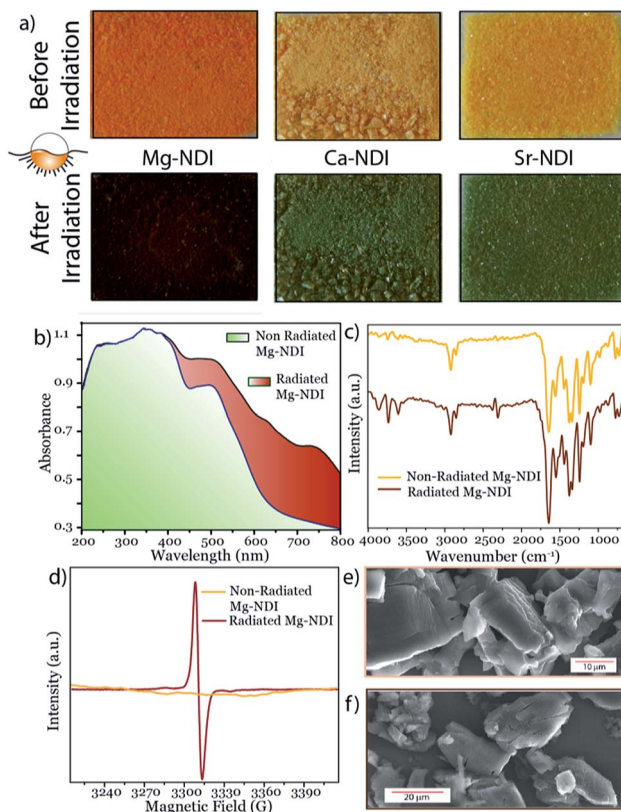 a)
Before
Irradiation
Mg-NDI
Ca-NDI
Sr-NDI
After
Irradiation
b)
1.1
0.9
0.7
0.5
0.3
Absorbance
Non Radiated
Mg-NDI
Radiated
Mg-NDI
200
300
400
500
600
700
800
Wavelength (nm)
c)
Intensity (a.u.)
Non-Radiated Mg-NDI
Radiated Mg-NDI
4000
3500
3000
2500
2000
1500
1000
Wavenumber (cm⁻¹)
d)
Intensity (a.u.)
Non-Radiated
Mg-NDI
Radiated Mg-NDI
3240
3270
3300
3330
3360
3390
Magnetic Field (G)
e)
10 µm
f)
20 µm